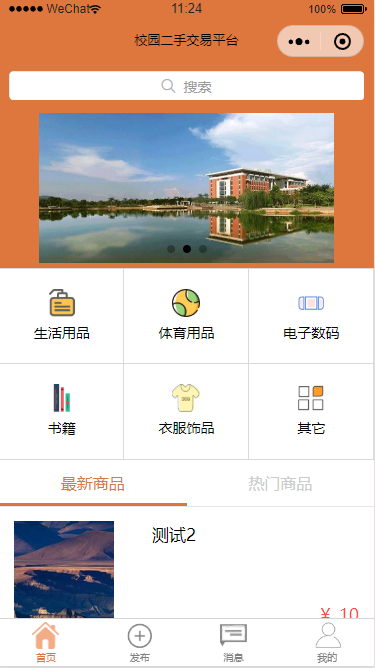 WeChat 11:24 100%
校园二手交易平台
搜索
生活用品 体育用品 电子数码
书籍 衣服饰品 其它
最新商品 热门商品
测试2
¥ 10
首页 发布 消息 我的